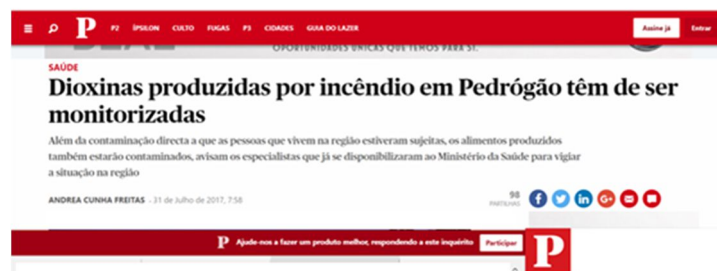 P P2 ÍPSILON CULTO FUGAS P3 CIDADES GUIA DO LAZER Assine já Entrar
OPORTUNIDADES ÚNICAS QUE TEMOS PARA SI.
SAÚDE
Dioxinas produzidas por incêndio em Pedrógão têm de ser
monitorizadas
Além da contaminação directa a que as pessoas que vivem na região estiveram sujeitas, os alimentos produzidos
também estarão contaminados, avisam os especialistas que já se disponibilizaram ao Ministério da Saúde para vigiar
a situação na região
ANDREA CUNHA FREITAS - 31 de Julho de 2017, 7:58
98
PARTILHAS
P Ajude-nos a fazer um produto melhor, respondendo a este inquérito Participar
P